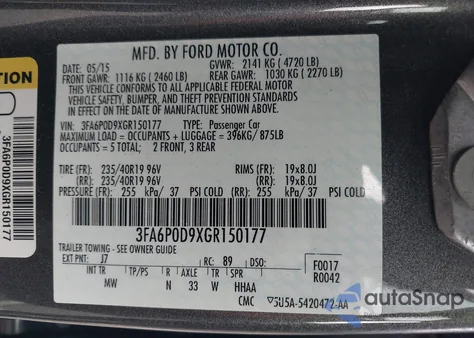 MFD. BY FORD MOTOR CO.
DATE: 05/15 GVWR: 2141 KG ( 4720 LB)
FRONT GAWR: 1116 KG ( 2460 LB) REAR GAWR: 1030 KG ( 2270 LB)
THIS VEHICLE CONFORMS TO ALL APPLICABLE FEDERAL MOTOR
VEHICLE SAFETY, BUMPER, AND THEFT PREVENTION STANDARDS IN
EFFECT ON THE DATE OF MANUFACTURE SHOWN ABOVE.
VIN: 3FA6P0D9XGR150177 TYPE: Passenger Car
MAXIMUM LOAD = OCCUPANTS + LUGGAGE = 396KG/ 875LB
OCCUPANTS = 5 TOTAL; 2 FRONT, 3 REAR
TIRE (FR): 235/40R19 96V RIMS (FR): 19x8.0J
(RR): 235/40R19 96V (RR): 19x8.0J
PRESSURE (FR): 255 kPa/ 37 PSI COLD (RR): 255 kPa/ 37 PSI COLD
3FA6P0D9XGR150177
TRAILER TOWING - SEE OWNER GUIDE
EXT PNT: J7 RC: 89 DSO: F0017
R0042
INT TR TP/PS R AXLE TR SPR
MW N 33 W HHAA
CMC
5U5A-5420472-AA
3FA6P0D9XGR150177
autoSnap